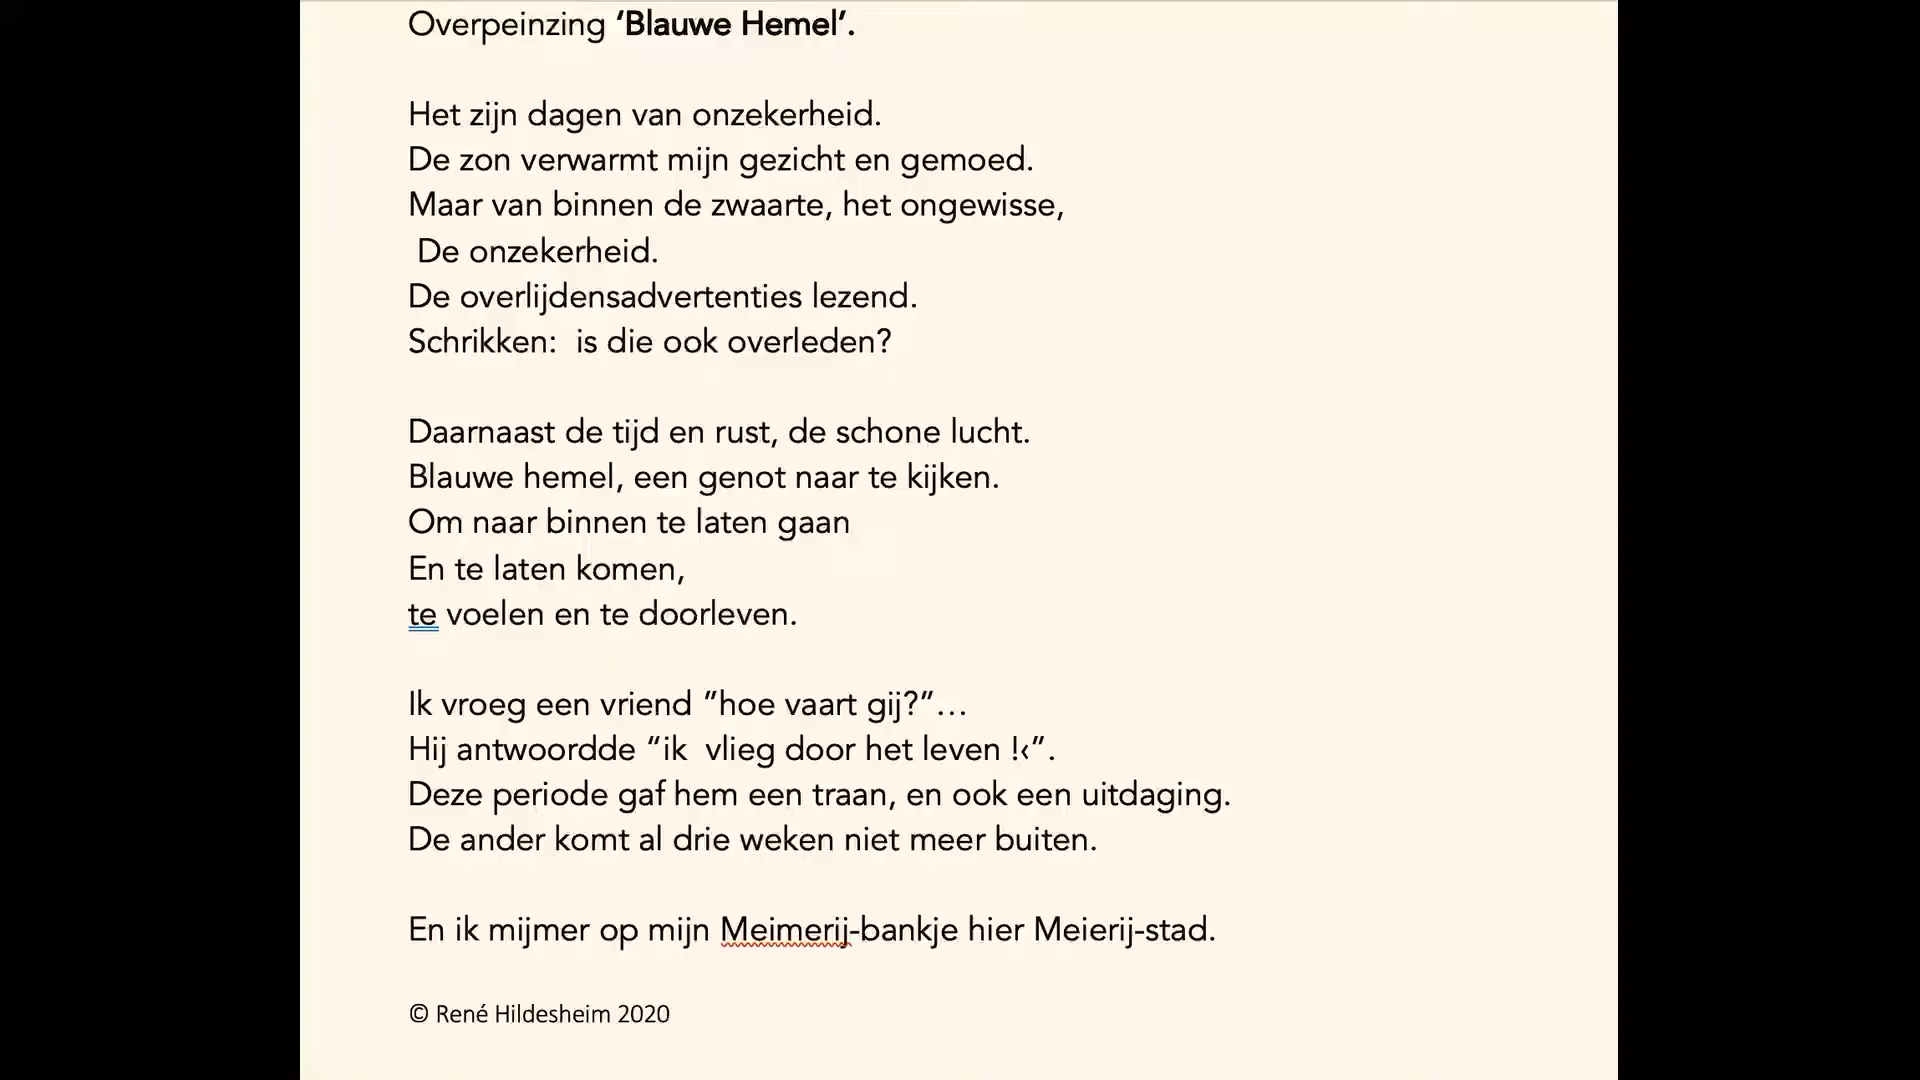 Overpeinzing ‘Blauwe Hemel’.
Het zijn dagen van onzekerheid.
De zon verwarmt mijn gezicht en gemoed.
Maar van binnen de zwaarte, het ongewisse,
De onzekerheid.
De overlijdensadvertenties lezend.
Schrikken:  is die ook overleden?
Daarnaast de tijd en rust, de schone lucht.
Blauwe hemel, een genot naar te kijken.
Om naar binnen te laten gaan
En te laten komen,
te voelen en te doorleven.
Ik vroeg een vriend ”hoe vaart gij?”…
Hij antwoordde “ik  vlieg door het leven !‹”.
Deze periode gaf hem een traan, en ook een uitdaging.
De ander komt al drie weken niet meer buiten.
En ik mijmer op mijn Meimerij-bankje hier Meierij-stad.
© René Hildesheim 2020